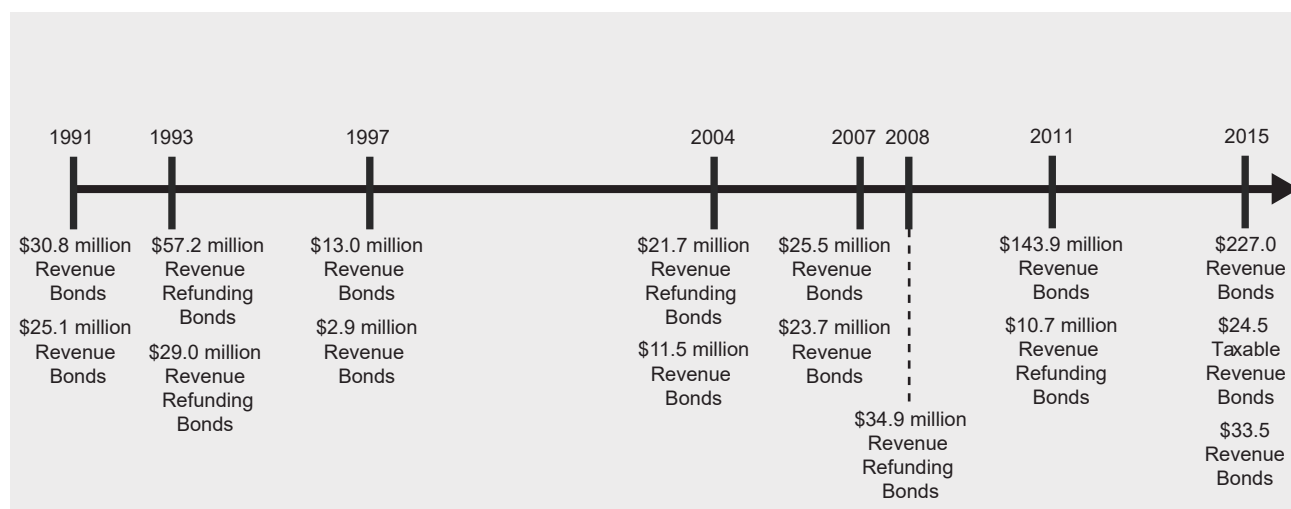 1991
1993
1997
2004
2007
2008
2011
2015
$30.8 million
Revenue
Bonds
$25.1 million
Revenue
Bonds
$57.2 million
Revenue
Refunding
Bonds
$29.0 million
Revenue
Refunding
Bonds
$13.0 million
Revenue
Bonds
$2.9 million
Revenue
Bonds
$21.7 million
Revenue
Refunding
Bonds
$11.5 million
Revenue
Bonds
$25.5 million
Revenue
Bonds
$23.7 million
Revenue
Bonds
$34.9 million
Revenue
Refunding
Bonds
$143.9 million
Revenue
Bonds
$10.7 million
Revenue
Refunding
Bonds
$227.0
Revenue
Bonds
$24.5
Taxable
Revenue
Bonds
$33.5
Revenue
Bonds